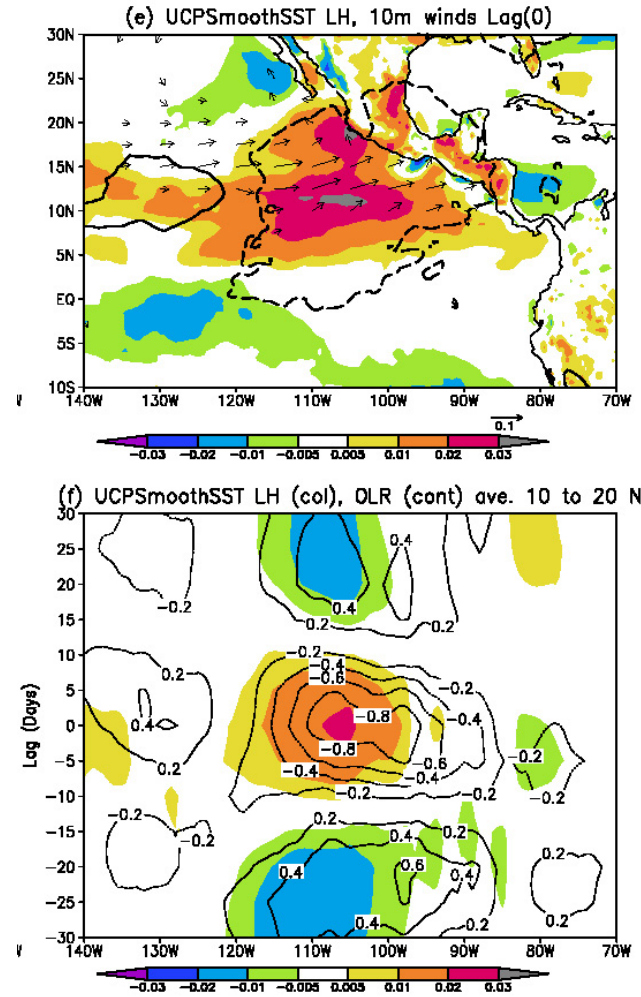 (e) UCPSmoothSST LH, 10m winds Lag(0)
30N
25N
20N
15N
10N
5N
EQ
5S
10S
140W 130W 120W 110W 100W 90W 80W 70W
W
0.1
-0.03 -0.02 -0.01 -0.005 0.005 0.01 0.02 0.03
(f) UCPSmoothSST LH (col), OLR (cont) ave. 10 to 20 N
30
25
20
15
10
5
0
-5
-10
-15
-20
-25
-30
Lag (Days)
-0.2 0.4 0.4
0.4 0.2 -0.2
0.2
-0.2
0.2 -0.4 -0.2
-0.6
0.4 -0.8 -0.4
-0.8 -0.2
0.2 -0.4 -0.6
-0.4
-0.2 -0.2
-0.2 0.2 0.2
-0.2 0.4 0.2
0.4 0.6 0.4 -0.2
0.4 0.2
140W 130W 120W 110W 100W 90W 80W 70W
W
-0.03 -0.02 -0.01 -0.005 0.005 0.01 0.02 0.03